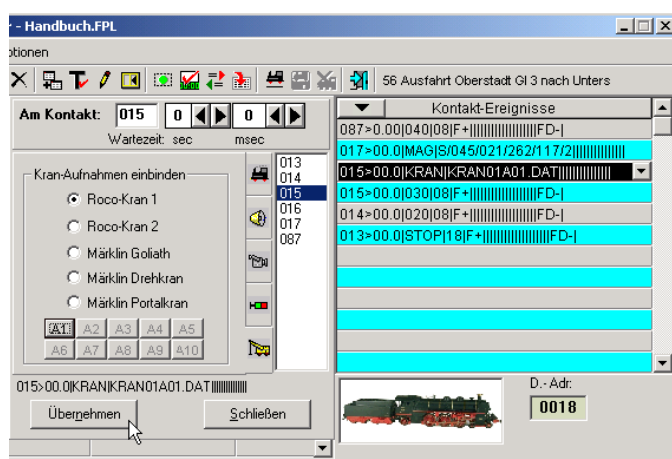 - Handbuch.FPL
otionen
56 Ausfahrt Oberstadt Gl 3 nach Unters
Am Kontakt: 015 0 0
Wartezeit: sec msec
Kran-Aufnahmen einbinden
Roco-Kran 1
Roco-Kran 2
Märklin Goliath
Märklin Drehkran
Märklin Portalkran
A1 A2 A3 A4 A5
A6 A7 A8 A9 A10
013
014
015
016
017
087
015>00.0|KRAN|KRAN01A01.DAT||||||||||||||
Übernehmen
Schließen
Kontakt-Ereignisse
087>0.00|040|08|F+||||||||||||||||||FD-|
017>00.0|MAG|S/045/021/262/117/2||||||||||||||
015>00.0|KRAN|KRAN01A01.DAT||||||||||||||
015>00.0|030|08|F+||||||||||||||||||FD-|
014>00.0|020|08|F+||||||||||||||||||FD-|
013>00.0|STOP|18|F+||||||||||||||||||FD-|
D.- Adr:
0018